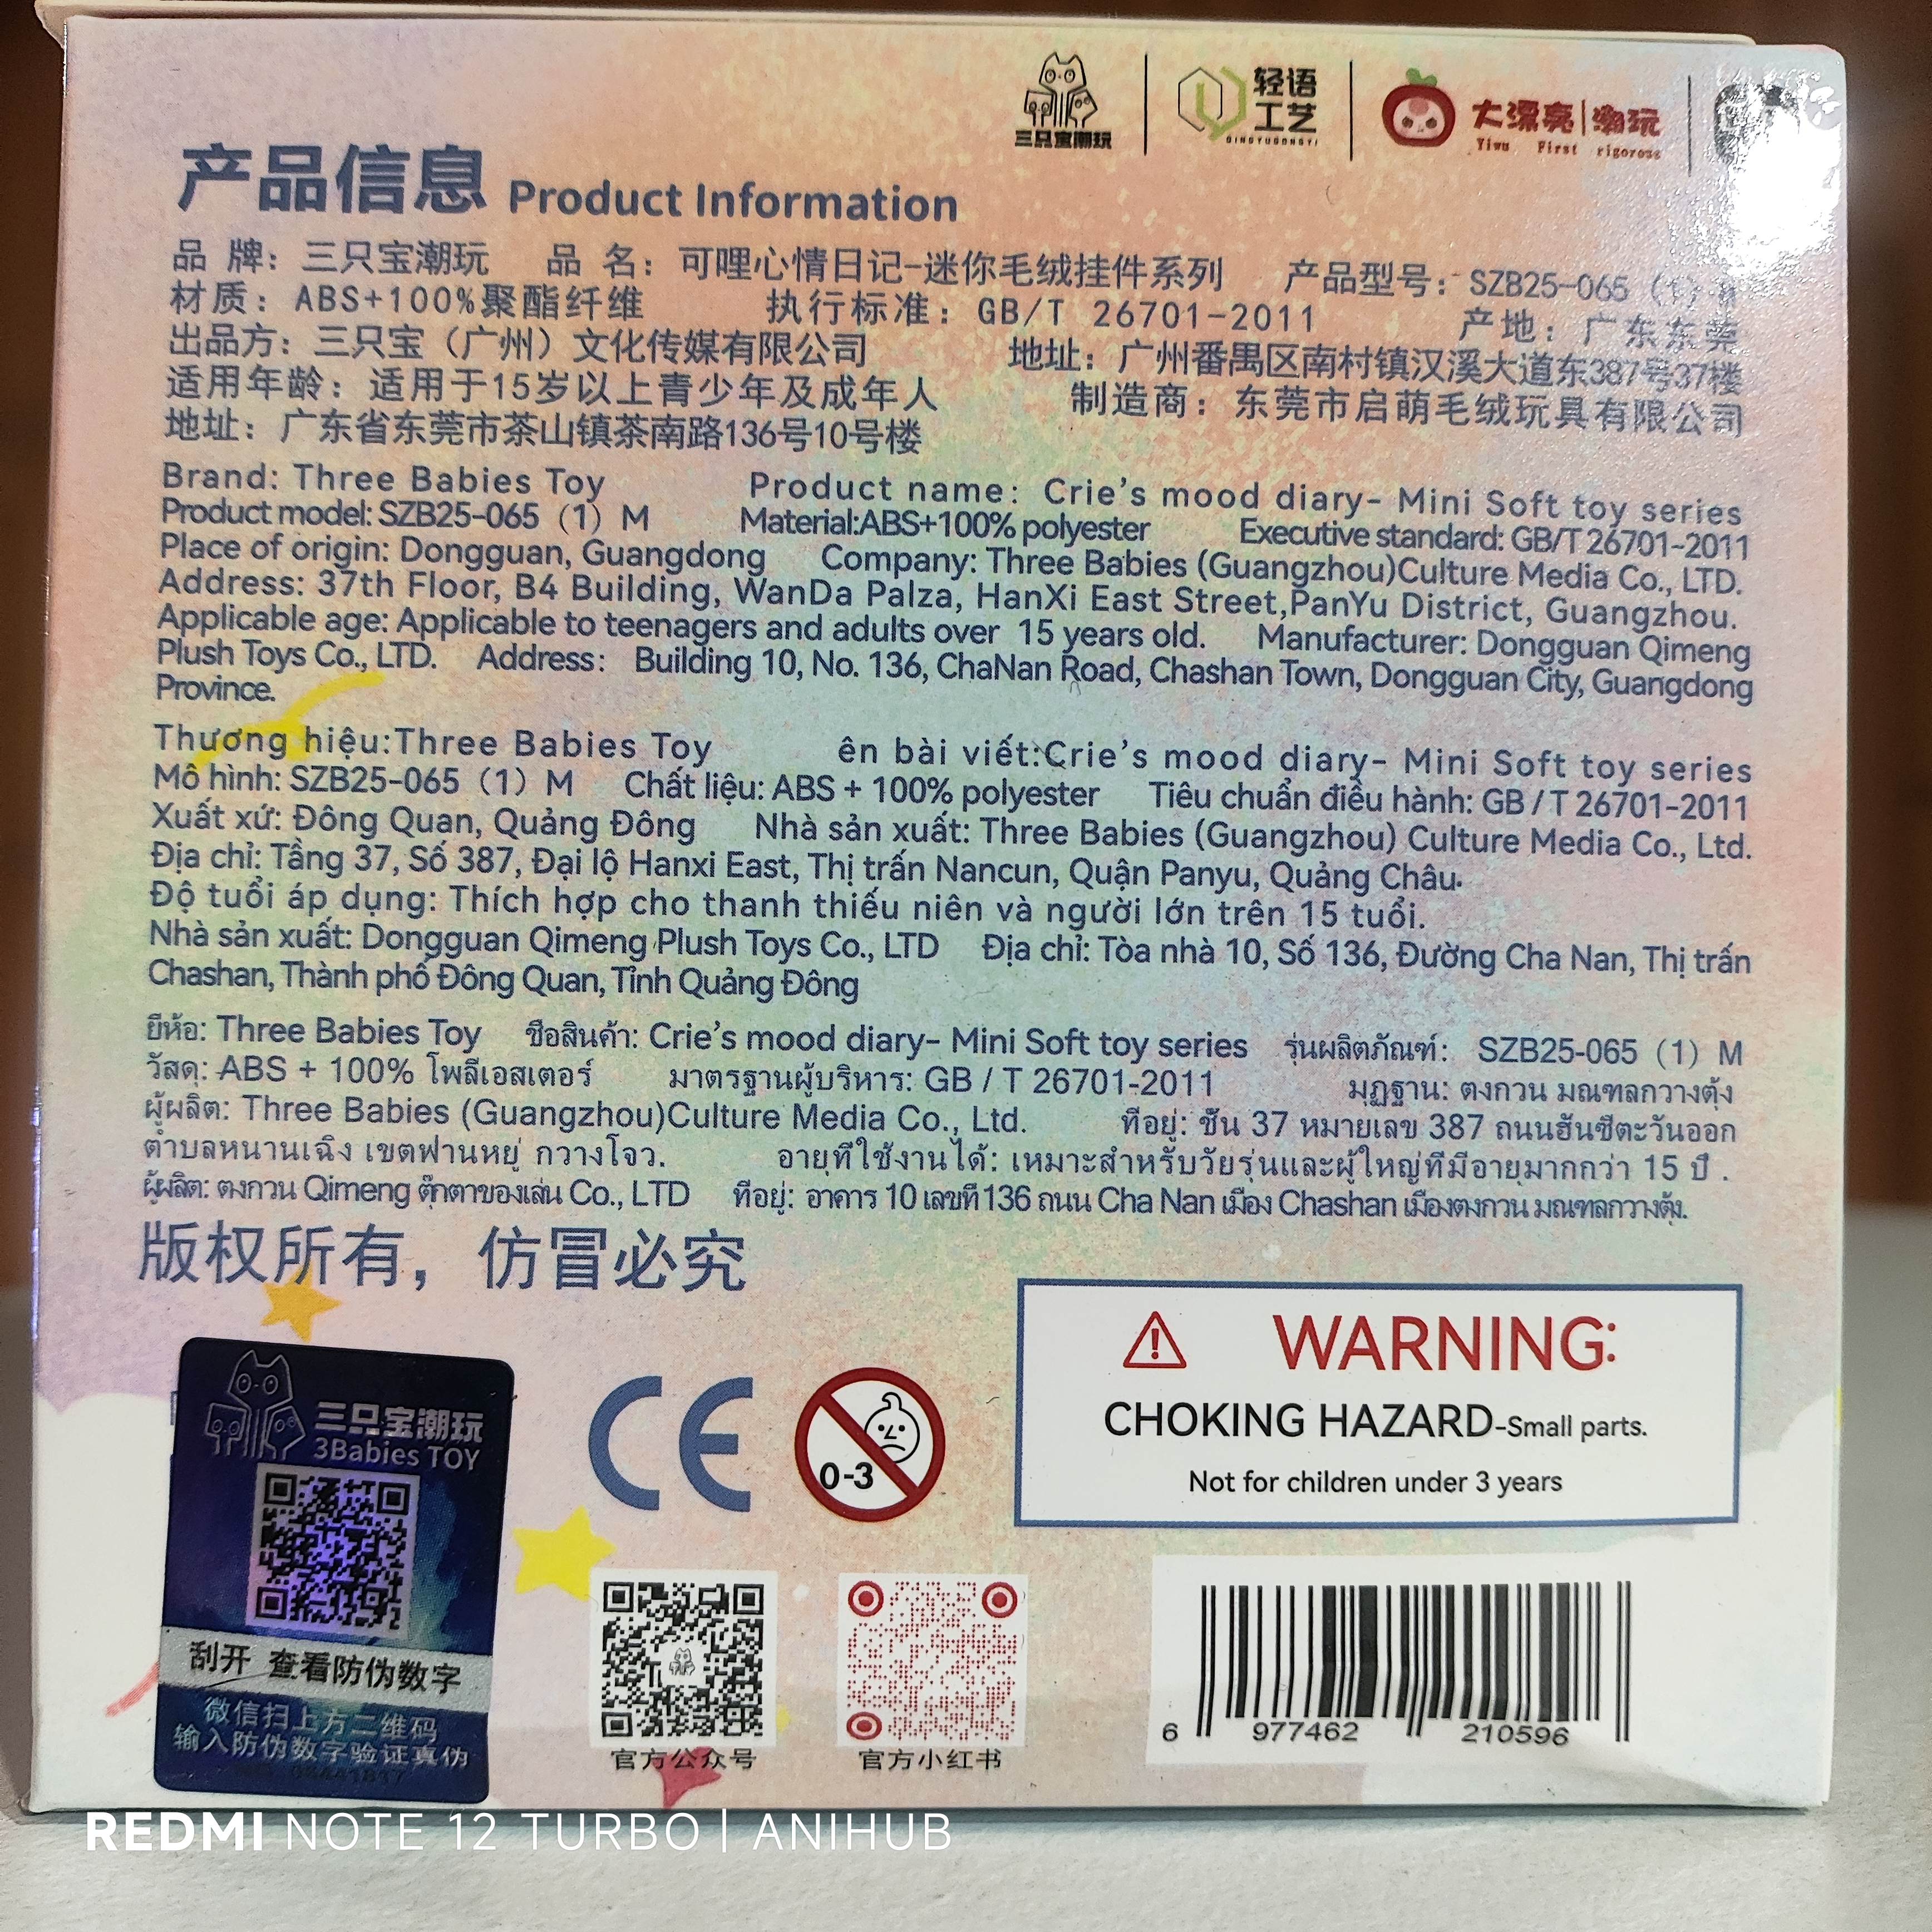 三只宝潮玩
轻语工艺
QINGYUGONGYI
大漂亮|潮玩
Yiwu First rigorose
产品信息 Product Information
品 牌：三只宝潮玩 品 名：可哩心情日记-迷你毛绒挂件系列 产品型号：SZB25-065（1）M
材质：ABS+100%聚酯纤维 执行标准：GB/T 26701-2011 产地：广东东莞
出品方：三只宝（广州）文化传媒有限公司 地址：广州番禺区南村镇汉溪大道东387号37楼
适用年龄：适用于15岁以上青少年及成年人 制造商：东莞市启萌毛绒玩具有限公司
地址：广东省东莞市茶山镇茶南路136号10号楼
Brand: Three Babies Toy Product name: Crie's mood diary- Mini Soft toy series
Product model: SZB25-065（1）M Material:ABS+100% polyester Executive standard: GB/T 26701-2011
Place of origin: Dongguan, Guangdong Company: Three Babies (Guangzhou)Culture Media Co., LTD.
Address: 37th Floor, B4 Building, WanDa Palza, HanXi East Street,PanYu District, Guangzhou.
Applicable age: Applicable to teenagers and adults over 15 years old. Manufacturer: Dongguan Qimeng
Plush Toys Co., LTD. Address: Building 10, No. 136, ChaNan Road, Chashan Town, Dongguan City, Guangdong
Province.
Thương hiệu:Three Babies Toy ên bài viết:Crie's mood diary- Mini Soft toy series
Mô hình: SZB25-065（1）M Chất liệu: ABS + 100% polyester Tiêu chuẩn điều hành: GB / T 26701-2011
Xuất xứ: Đông Quan, Quảng Đông Nhà sản xuất: Three Babies (Guangzhou) Culture Media Co., Ltd.
Địa chỉ: Tầng 37, Số 387, Đại lộ Hanxi East, Thị trấn Nancun, Quận Panyu, Quảng Châu.
Độ tuổi áp dụng: Thích hợp cho thanh thiếu niên và người lớn trên 15 tuổi.
Nhà sản xuất: Dongguan Qimeng Plush Toys Co., LTD Địa chỉ: Tòa nhà 10, Số 136, Đường Cha Nan, Thị trấn
Chashan, Thành phố Đông Quan, Tỉnh Quảng Đông
ยี่ห้อ: Three Babies Toy ชื่อสินค้า: Crie's mood diary- Mini Soft toy series รุ่นผลิตภัณฑ์: SZB25-065（1）M
วัสดุ: ABS + 100% โพลีเอสเตอร์ มาตรฐานผู้บริหาร: GB / T 26701-2011 มูฏฐาน: ตงกวน มณฑลกวางตุ้ง
ผู้ผลิต: Three Babies (Guangzhou)Culture Media Co., Ltd. ที่อยู่: ชั้น 37 หมายเลข 387 ถนนฮันซีตะวันออก
ตำบลหนานเฉิง เขตฟานหยู่ กวางโจว. อายุที่ใช้งานได้: เหมาะสำหรับวัยรุ่นและผู้ใหญ่ที่มีอายุมากกว่า 15 ปี .
ผู้ผลิต: ตงกวน Qimeng ตุ๊กตาของเล่น Co., LTD ที่อยู่: อาคาร 10 เลขที่ 136 ถนน Cha Nan เมือง Chashan เมืองตงกวน มณฑลกวางตุ้ง.
版权所有，仿冒必究
WARNING:
CHOKING HAZARD-Small parts.
Not for children under 3 years
CE
0-3
三只宝潮玩
3Babies TOY
刮开 查看防伪数字
微信扫上方二维码
输入防伪数字验证真伪
官方公众号
官方小红书
6 977462 210596
REDMI NOTE 12 TURBO | ANIHUB